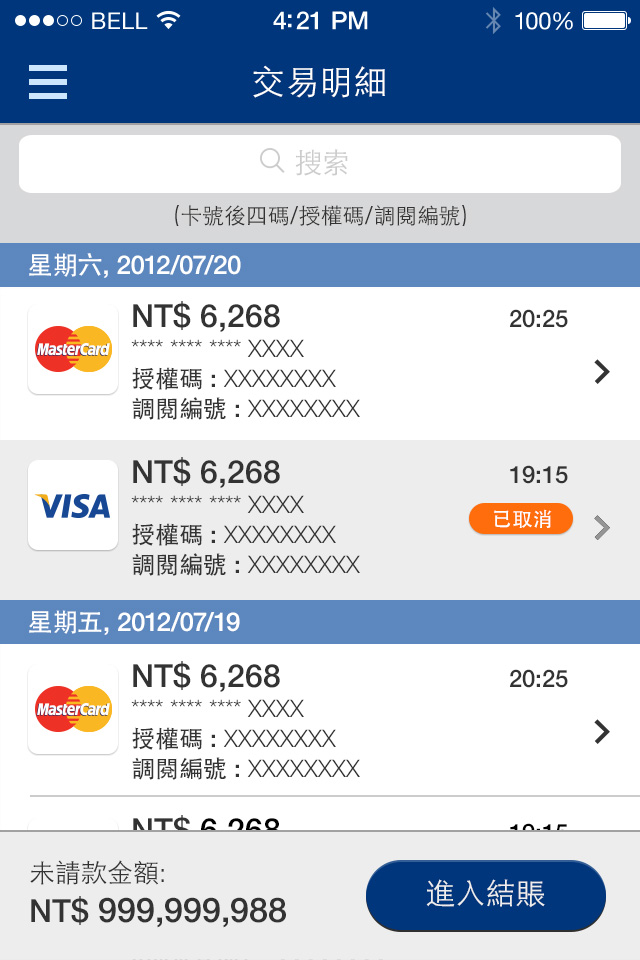 BELL 4:21 PM 100%
交易明細
搜索
(卡號後四碼/授權碼/調閱編號)
星期六, 2012/07/20
NT$ 6,268 20:25
MasterCard
**** **** **** XXXX
授權碼 : XXXXXXXX
調閱編號 : XXXXXXXX
NT$ 6,268 19:15
VISA
**** **** **** XXXX
已取消
授權碼 : XXXXXXXX
調閱編號 : XXXXXXXX
星期五, 2012/07/19
NT$ 6,268 20:25
MasterCard
**** **** **** XXXX
授權碼 : XXXXXXXX
調閱編號 : XXXXXXXX
NT$ 6,268 19:15
未請款金額:
NT$ 999,999,988
進入結賬